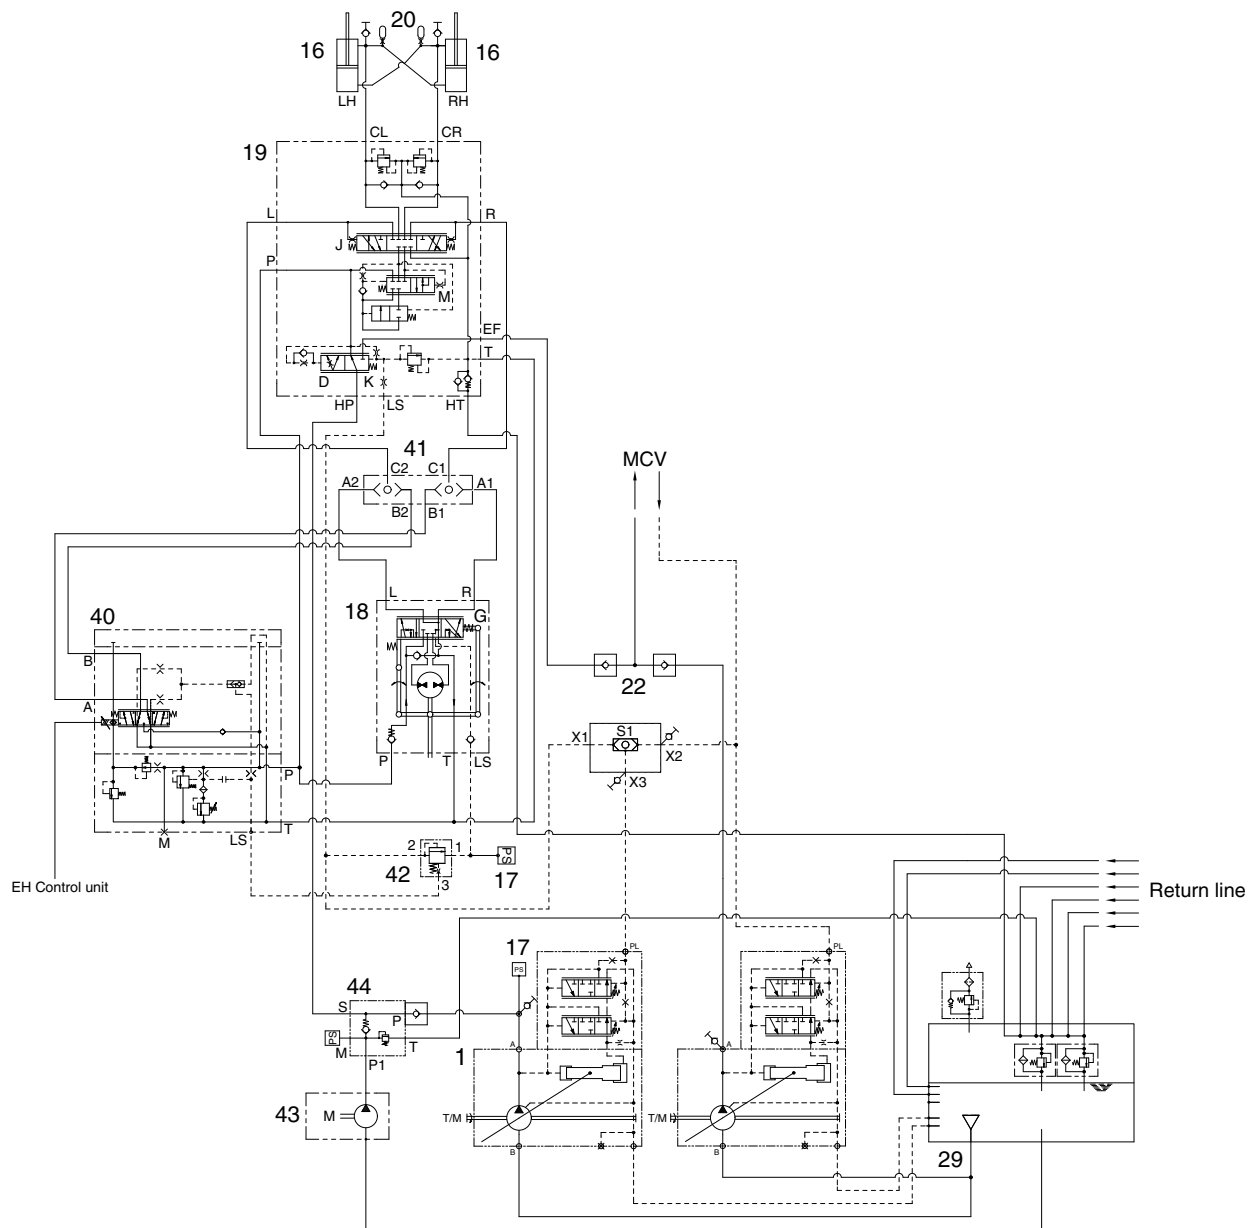 20
16 16
LH RH
CL CR
19
L R
J
P
M
EF
T
D K
HP LS HT
41
C2 C1
A2 A1
B2 B1
MCV
L R
18 G
40
B
A
22
S1
X1 X2
X3
P T LS
P
T
M LS
2 1
PS
42 17
3
EH Control unit
Return line
17
PS
PL PL
44
S P
PS
M T
P1
1
A A
43 M
T/M T/M
B B
29